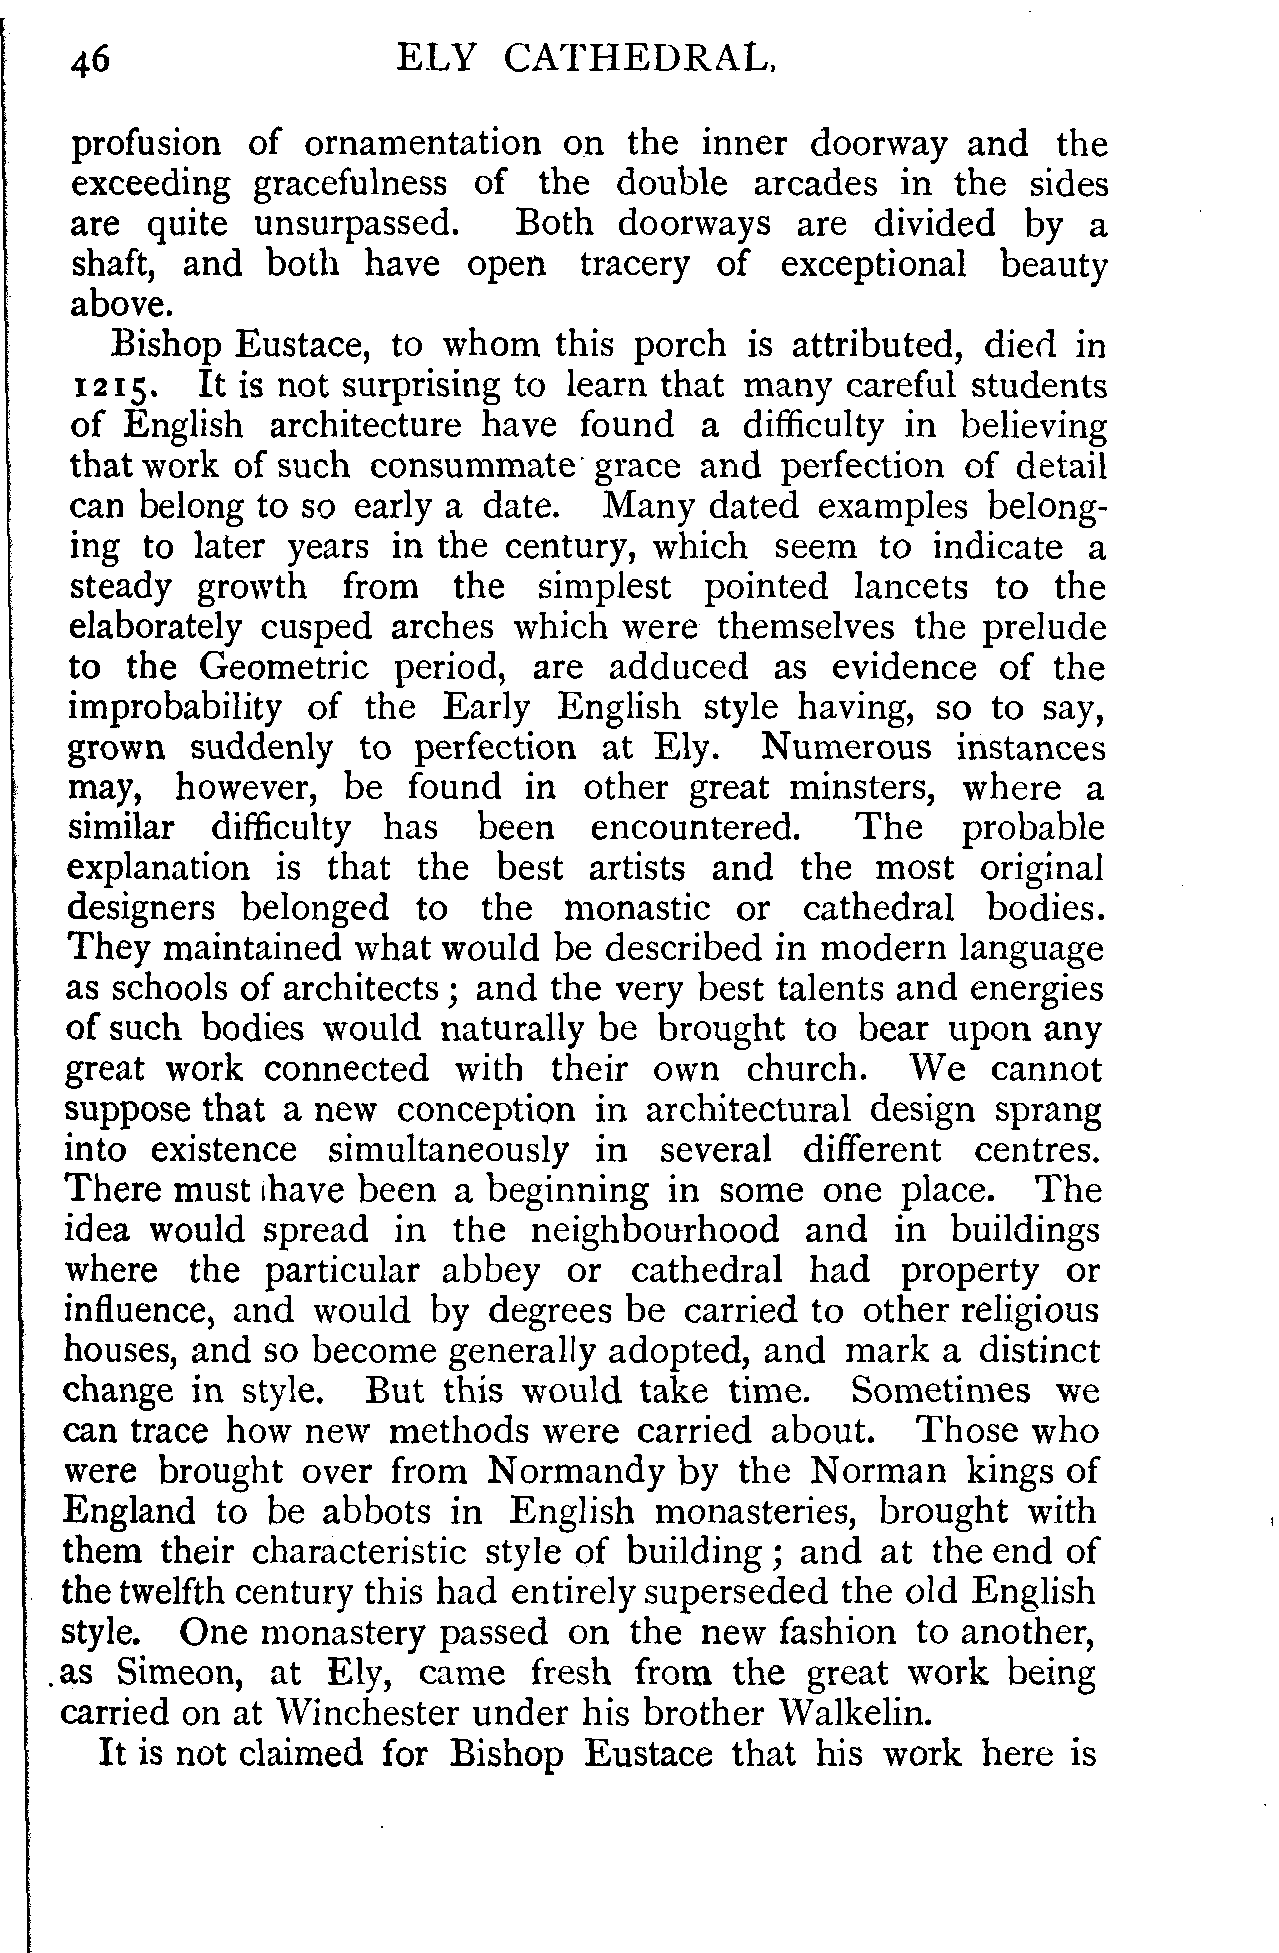 46 ELY CATHEDRAL,
profusion of ornamentation on the inner doorway and the
exceeding gracefulness of the double arcades in the sides
are quite unsurpassed. Both doorways are divided by a
shaft, and both have open tracery of exceptional beauty
above.
Bishop Eustace, to whom this porch is attributed, died in
1215. It is not surprising to learn that many careful students
of English architecture have found a difficulty in believing
that work of such consummate grace and perfection of detail
can belong to so early a date. Many dated examples belong-
ing to later years in the century, which seem to indicate a
steady growth from the simplest pointed lancets to the
elaborately cusped arches which were themselves the prelude
to the Geometric period, are adduced as evidence of the
improbability of the Early English style having, so to say,
grown suddenly to perfection at Ely. Numerous instances
may, however, be found in other great minsters, where a
similar difficulty has been encountered. The probable
explanation is that the best artists and the most original
designers belonged to the monastic or cathedral bodies.
They maintained what would be described in modern language
as schools of architects; and the very best talents and energies
of such bodies would naturally be brought to bear upon any
great work connected with their own church. We cannot
suppose that a new conception in architectural design sprang
into existence simultaneously in several different centres.
There must have been a beginning in some one place. The
idea would spread in the neighbourhood and in buildings
where the particular abbey or cathedral had property or
influence, and would by degrees be carried to other religious
houses, and so become generally adopted, and mark a distinct
change in style. But this would take time. Sometimes we
can trace how new methods were carried about. Those who
were brought over from Normandy by the Norman kings of
England to be abbots in English monasteries, brought with
them their characteristic style of building; and at the end of
the twelfth century this had entirely superseded the old English
style. One monastery passed on the new fashion to another,
as Simeon, at Ely, came fresh from the great work being
carried on at Winchester under his brother Walkelin.
It is not claimed for Bishop Eustace that his work here is